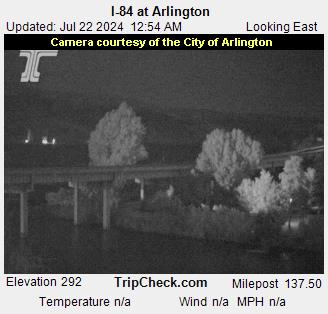 I-84 at Arlington
Updated: Jul 22 2024 12:54 AM Looking East
Camera courtesy of the City of Arlington
Elevation 292 TripCheck.com Milepost 137.50
Temperature n/a Wind n/a MPH n/a